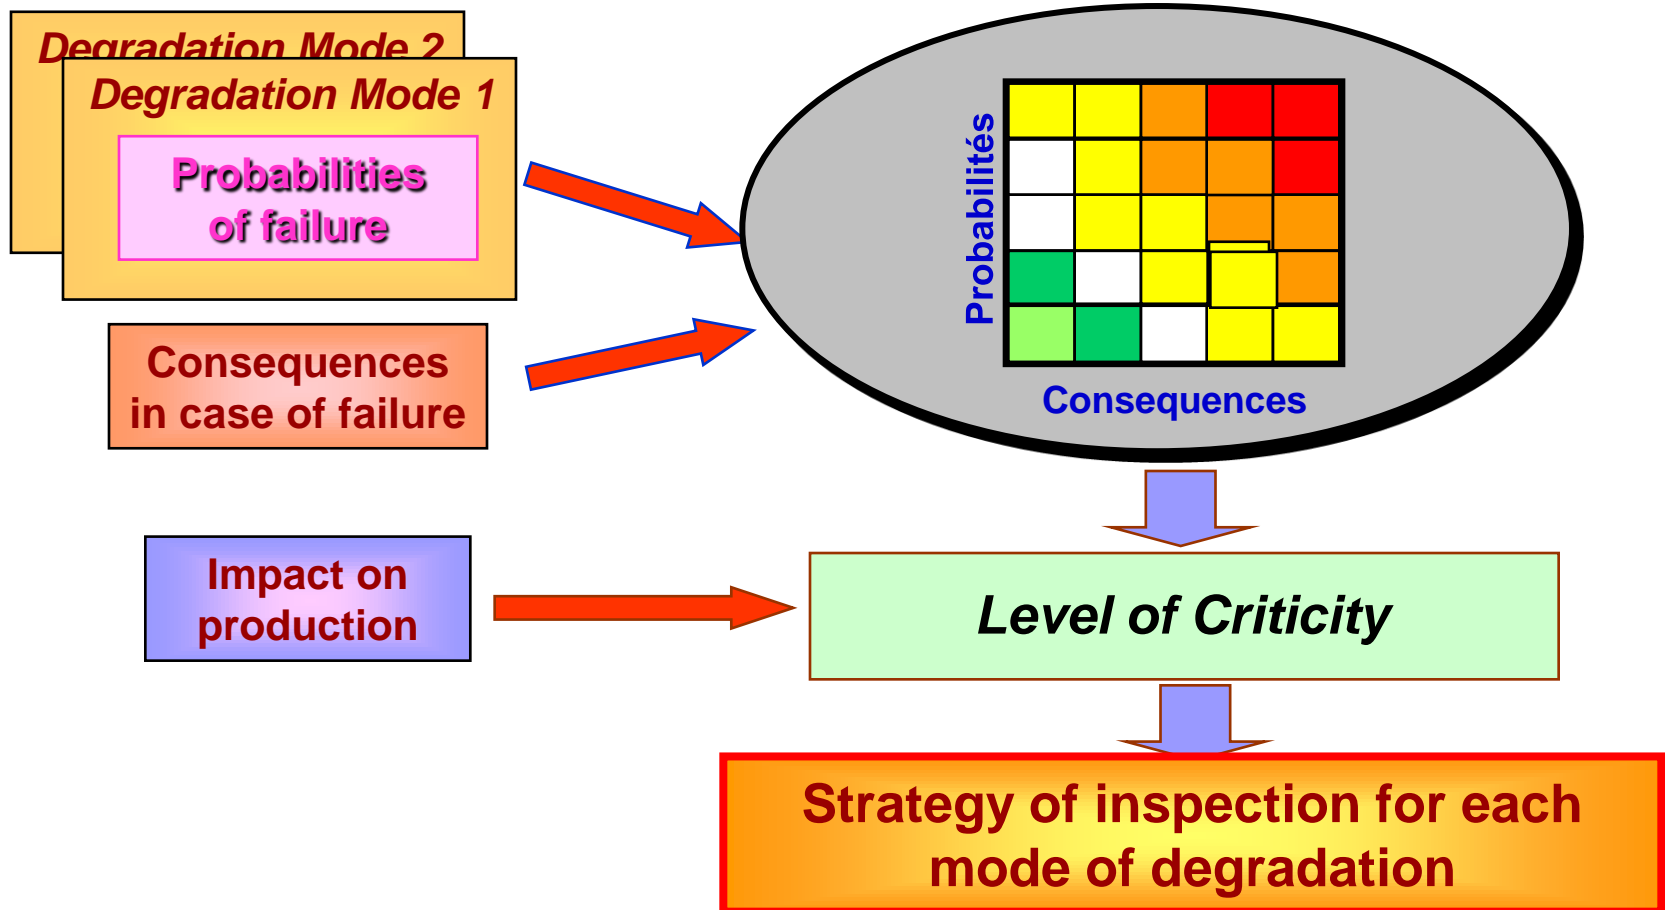 Degradation Mode 2
Degradation Mode 1
Probabilities
of failure
Consequences
in case of failure
Probabilités
Consequences
Impact on
production
Level of Criticity
Strategy of inspection for each
mode of degradation